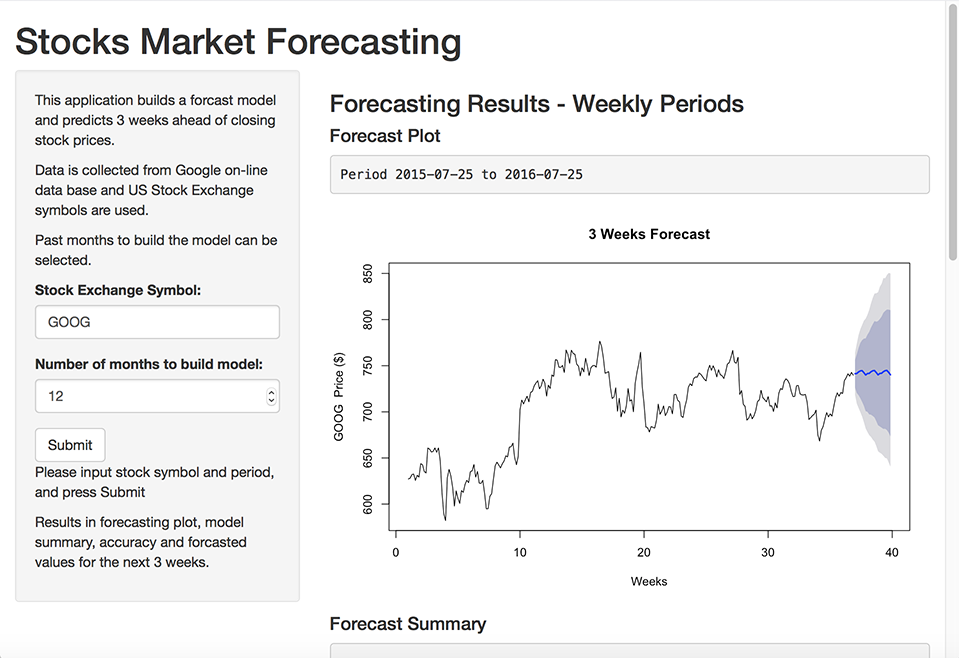 Stocks Market Forecasting
This application builds a forcast model
and predicts 3 weeks ahead of closing
stock prices.
Data is collected from Google on-line
data base and US Stock Exchange
symbols are used.
Past months to build the model can be
selected.
Stock Exchange Symbol:
GOOG
Number of months to build model:
12
Submit
Please input stock symbol and period,
and press Submit
Results in forecasting plot, model
summary, accuracy and forcasted
values for the next 3 weeks.
Forecasting Results - Weekly Periods
Forecast Plot
Period 2015-07-25 to 2016-07-25
3 Weeks Forecast
GOOG Price ($)
850
800
750
700
650
600
0 10 20 30 40
Weeks
Forecast Summary